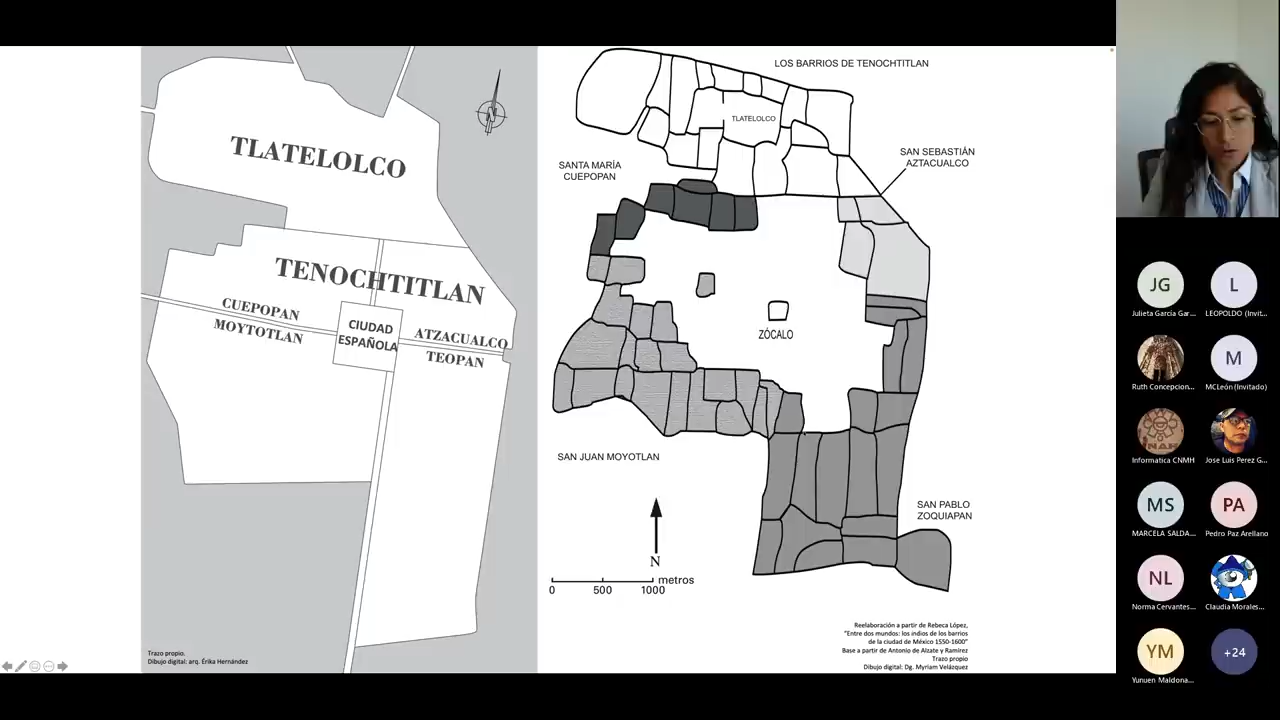 TLATELOLCO
TENOCHTITLAN
CUEPOPAN
MOYTOTLAN
CIUDAD
ESPAÑOLA
ATZACUALCO
TEOPAN
Trazo propio.
Dibujo digital: arq. Érika Hernández
LOS BARRIOS DE TENOCHTITLAN
TLATELOLCO
SAN SEBASTIÁN
AZTACUALCO
SANTA MARÍA
CUEPOPAN
ZÓCALO
SAN JUAN MOYOTLAN
SAN PABLO
ZOQUIAPAN
N
metros
0 500 1000
Reelaboración a partir de Rebeca López,
"Entre dos mundos: los indios de los barrios
de la ciudad de México 1550-1600"
Base a partir de Antonio de Alzate y Ramírez
Trazo propio
Dibujo digital: Dg. Myriam Velázquez
JG
Julieta García Gar...
L
LEOPOLDO (Invit...
Ruth Concepcion...
M
MCLeón (Invitado)
INAH
Informatica CNMH
Jose Luis Perez G...
MS
MARCELA SALDA...
PA
Pedro Paz Arellano
NL
Norma Cervantes...
Claudia Morales...
YM
Yunuen Maldona...
+24